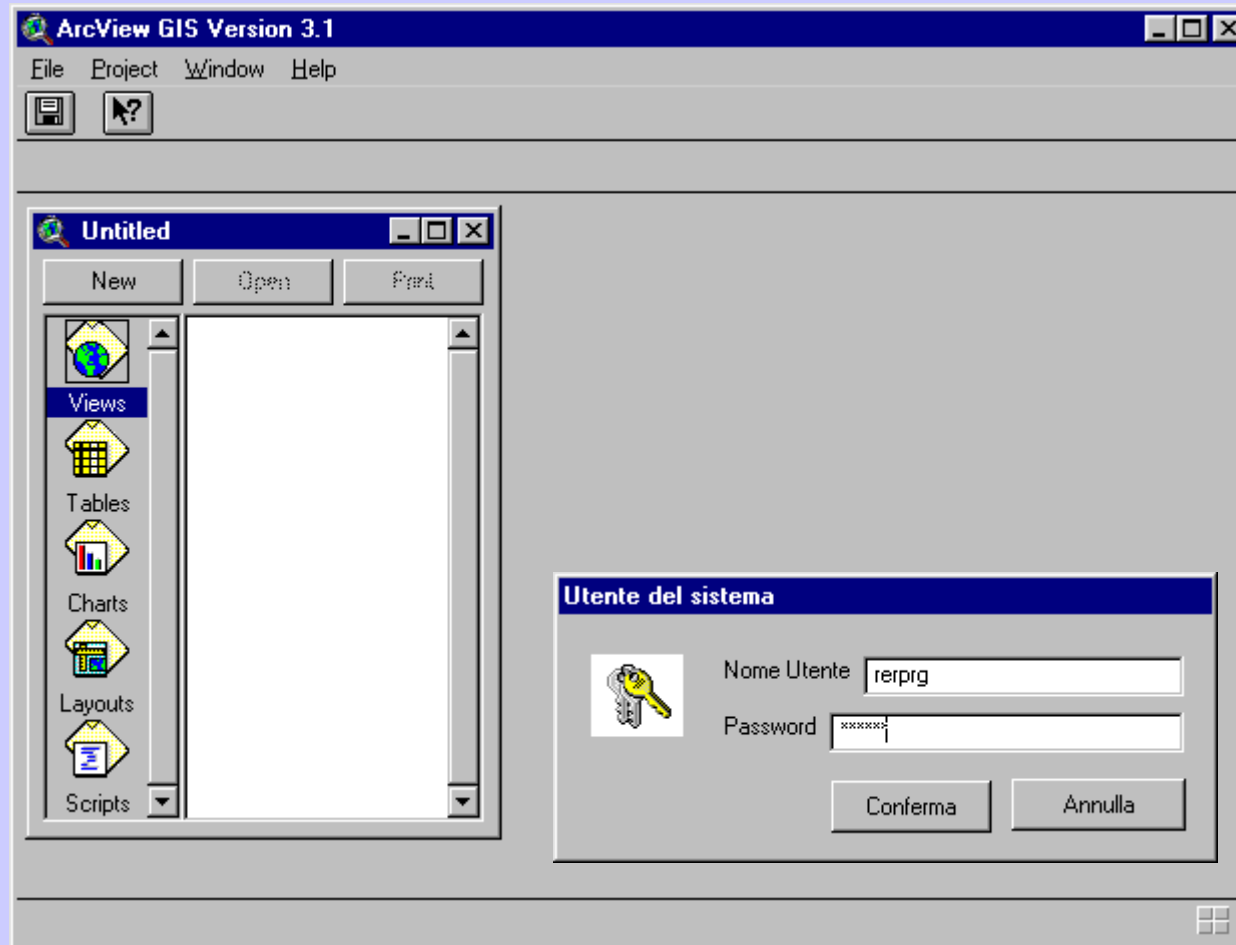 ArcView GIS Version 3.1
File Project Window Help
Untitled
New Open Print
Views
Tables
Charts
Layouts
Scripts
Utente del sistema
Nome Utente rerprg
Password ******
Conferma Annulla